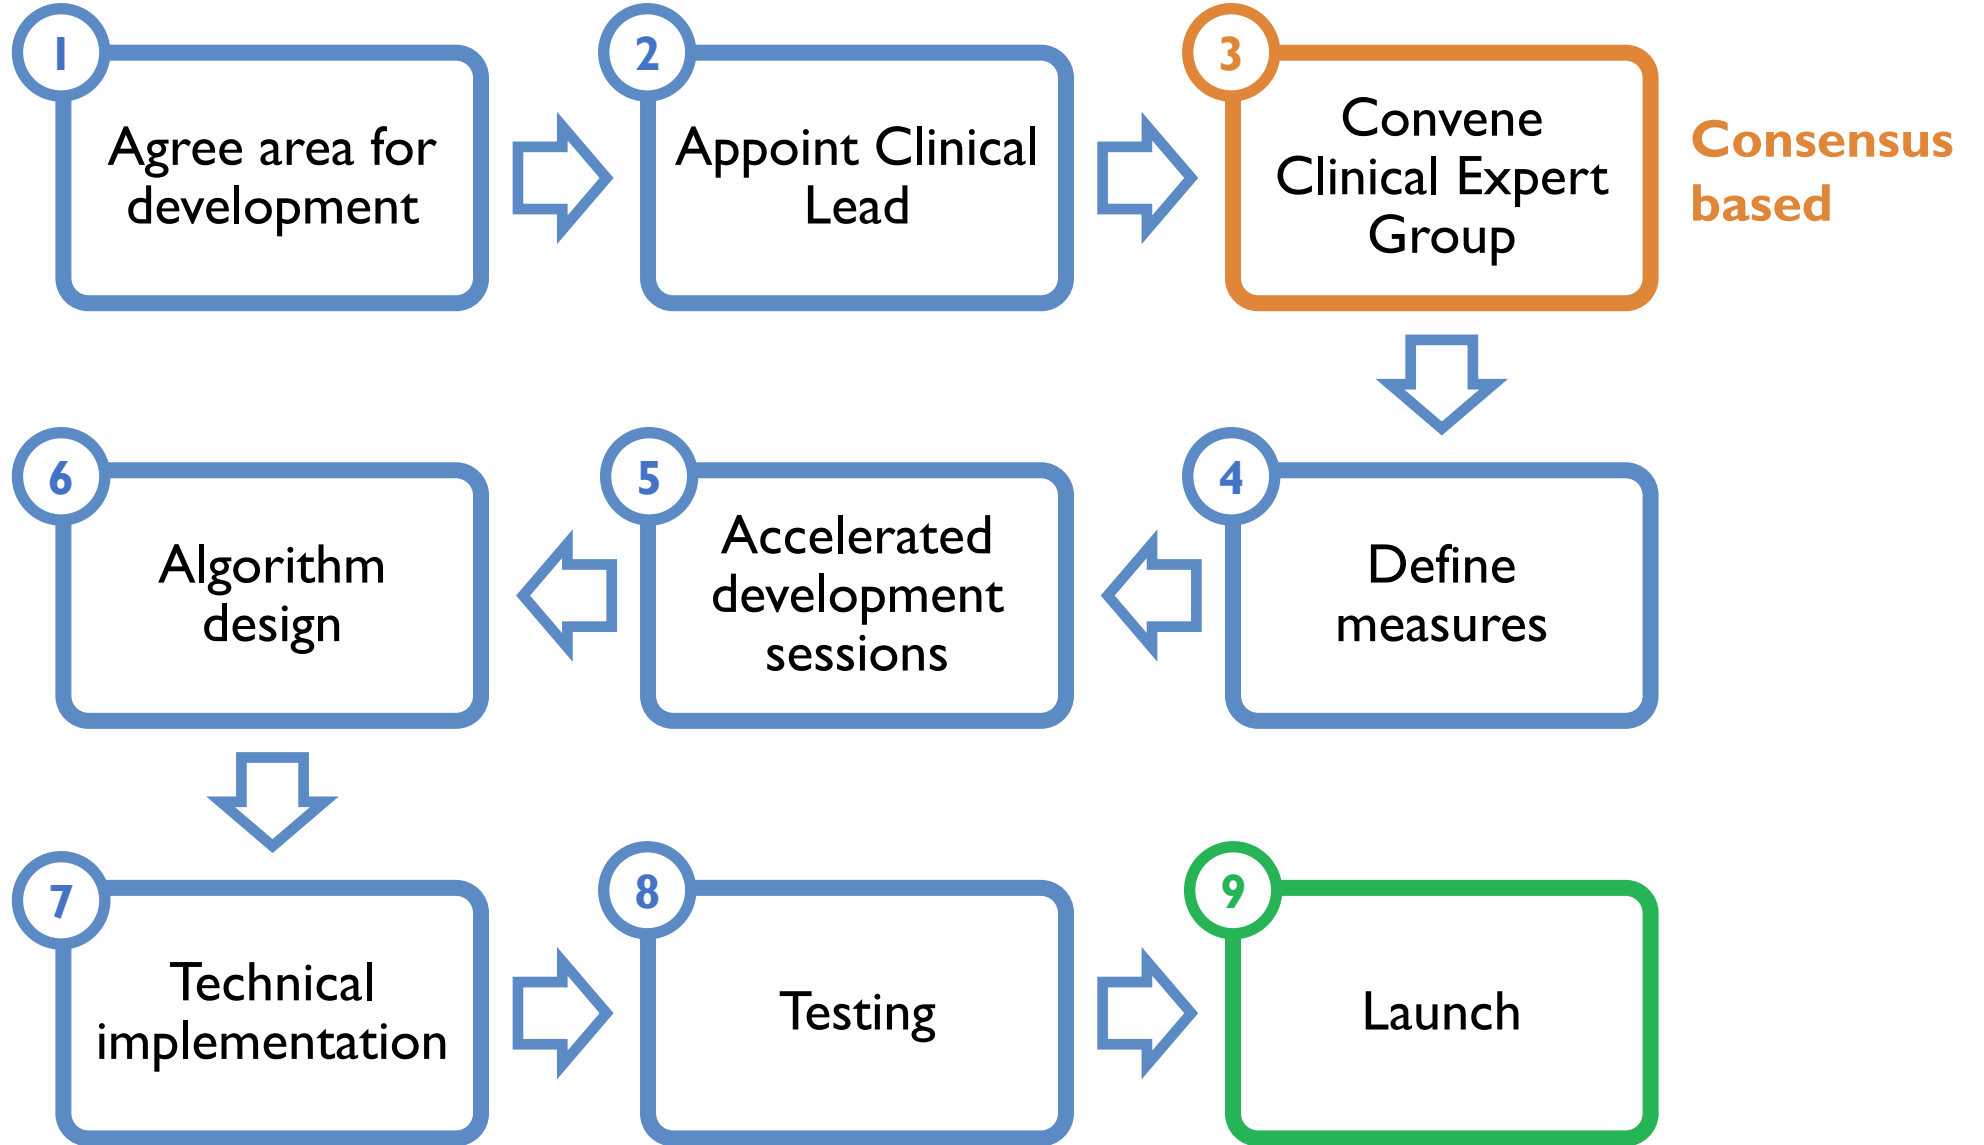 1
Agree area for
development
2
Appoint Clinical
Lead
3
Convene
Clinical Expert
Group
Consensus
based
4
Define
measures
5
Accelerated
development
sessions
6
Algorithm
design
7
Technical
implementation
8
Testing
9
Launch